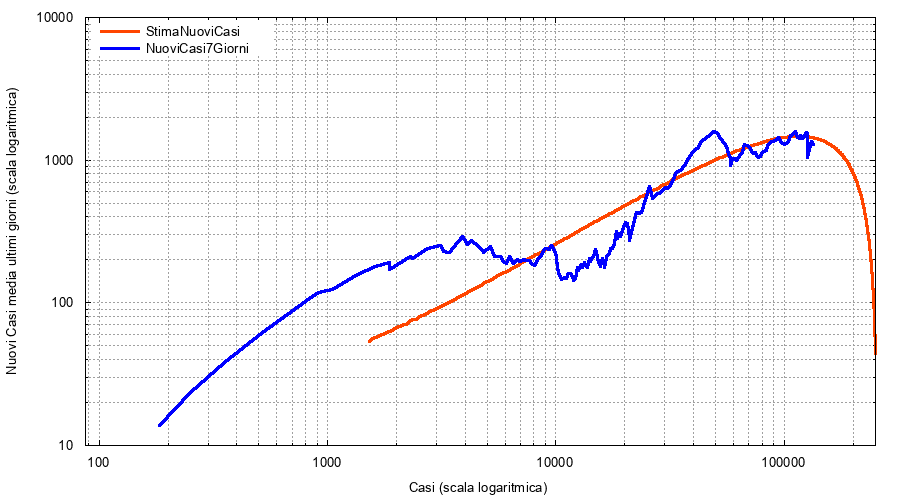 10000
1000
100
10
100
1000
10000
100000
StimaNuoviCasi
NuoviCasi7Giorni
Nuovi Casi media ultimi giorni (scala logaritmica)
Casi (scala logaritmica)